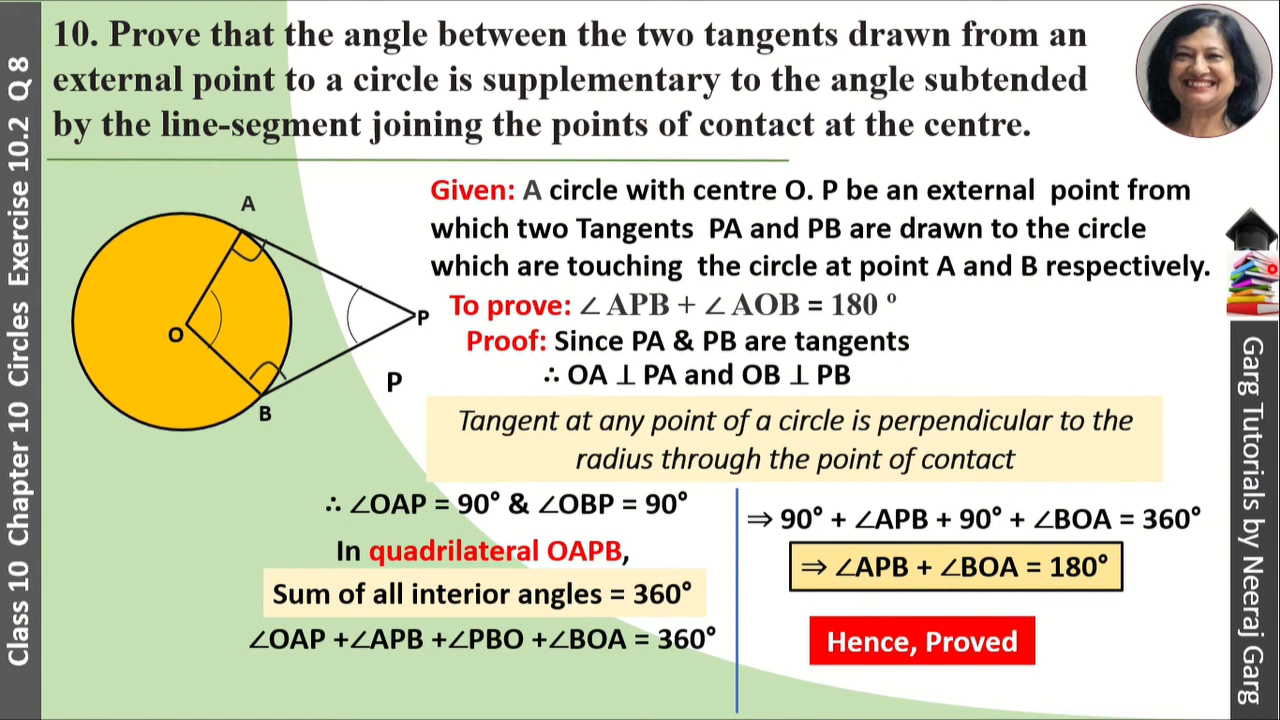 10. Prove that the angle between the two tangents drawn from an
external point to a circle is supplementary to the angle subtended
by the line-segment joining the points of contact at the centre.
Class 10 Chapter 10 Circles Exercise 10.2 Q 8
A
O
P
B
P
Given: A circle with centre O. P be an external point from
which two Tangents PA and PB are drawn to the circle
which are touching the circle at point A and B respectively.
To prove: ∠ APB + ∠ AOB = 180 º
Proof: Since PA & PB are tangents
∴ OA ⊥ PA and OB ⊥ PB
Tangent at any point of a circle is perpendicular to the
radius through the point of contact
∴ ∠OAP = 90° & ∠OBP = 90°
In quadrilateral OAPB,
Sum of all interior angles = 360°
∠OAP +∠APB +∠PBO +∠BOA = 360°
⇒ 90° + ∠APB + 90° + ∠BOA = 360°
⇒ ∠APB + ∠BOA = 180°
Hence, Proved
Garg Tutorials by Neeraj Garg